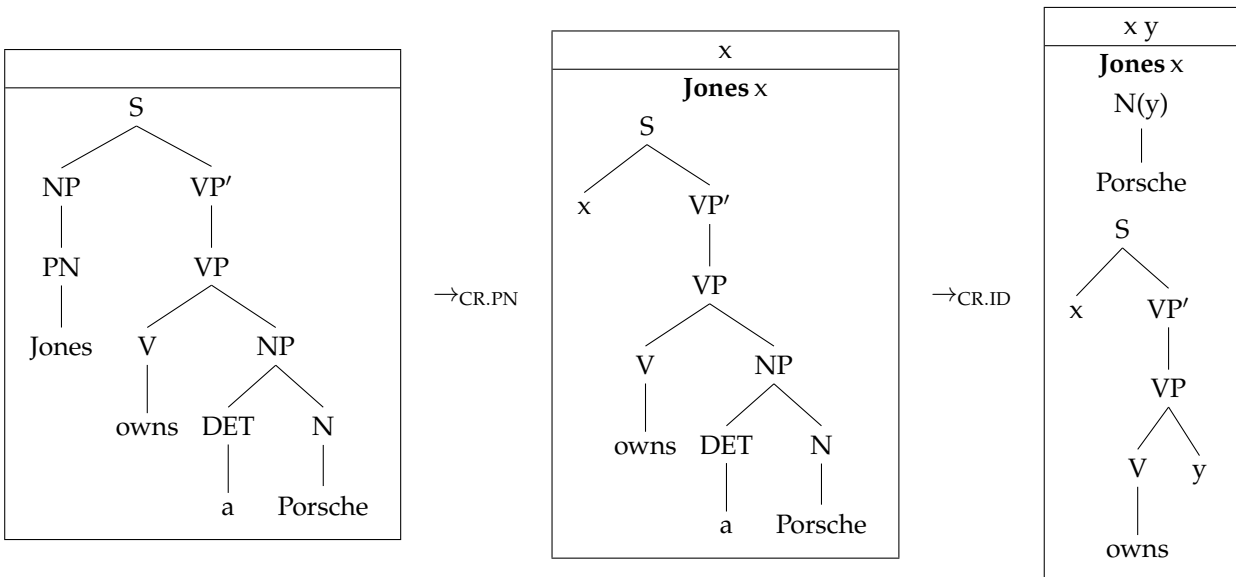 S
NP VP′
PN VP
Jones V NP
owns DET N
a Porsche
→CR.PN
x
Jones x
S
x VP′
VP
V NP
owns DET N
a Porsche
→CR.ID
x y
Jones x
N(y)
Porsche
S
x VP′
VP
V y
owns